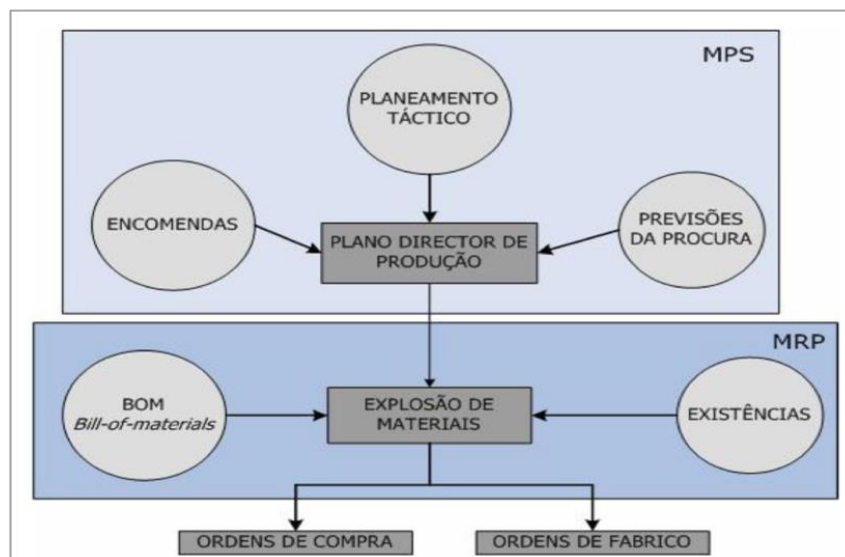 MPS
PLANEAMENTO
TÁCTICO
ENCOMENDAS
PREVISÕES
DA PROCURA
PLANO DIRECTOR DE
PRODUÇÃO
MRP
BOM
Bill-of-materials
EXPLOSÃO DE
MATERIAIS
EXISTÊNCIAS
ORDENS DE COMPRA
ORDENS DE FABRICO